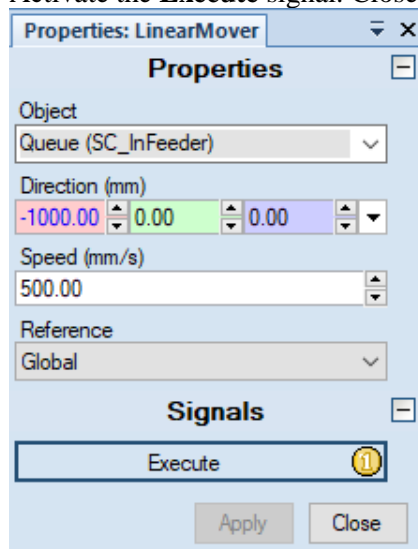 Activate the Execute signal. Close
Properties: LinearMover
Properties
Object
Queue (SC_InFeeder)
Direction (mm)
-1000.00 0.00 0.00
Speed (mm/s)
500.00
Reference
Global
Signals
Execute 1
Apply Close